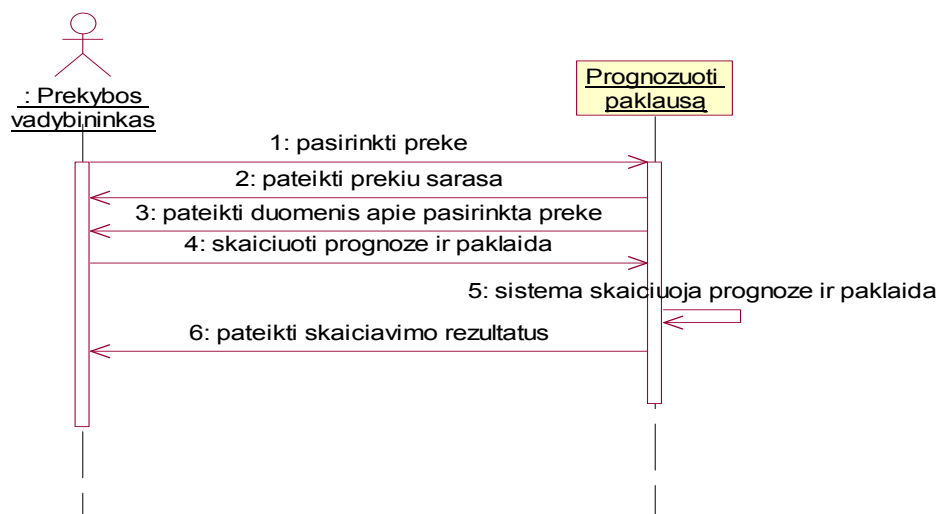 : Prekybos
vadybininkas
Prognozuoti
paklausą
1: pasirinkti preke
2: pateikti prekiu sarasa
3: pateikti duomenis apie pasirinkta preke
4: skaiciuoti prognoze ir paklaida
5: sistema skaiciuoja prognoze ir paklaida
6: pateikti skaiciavimo rezultatus